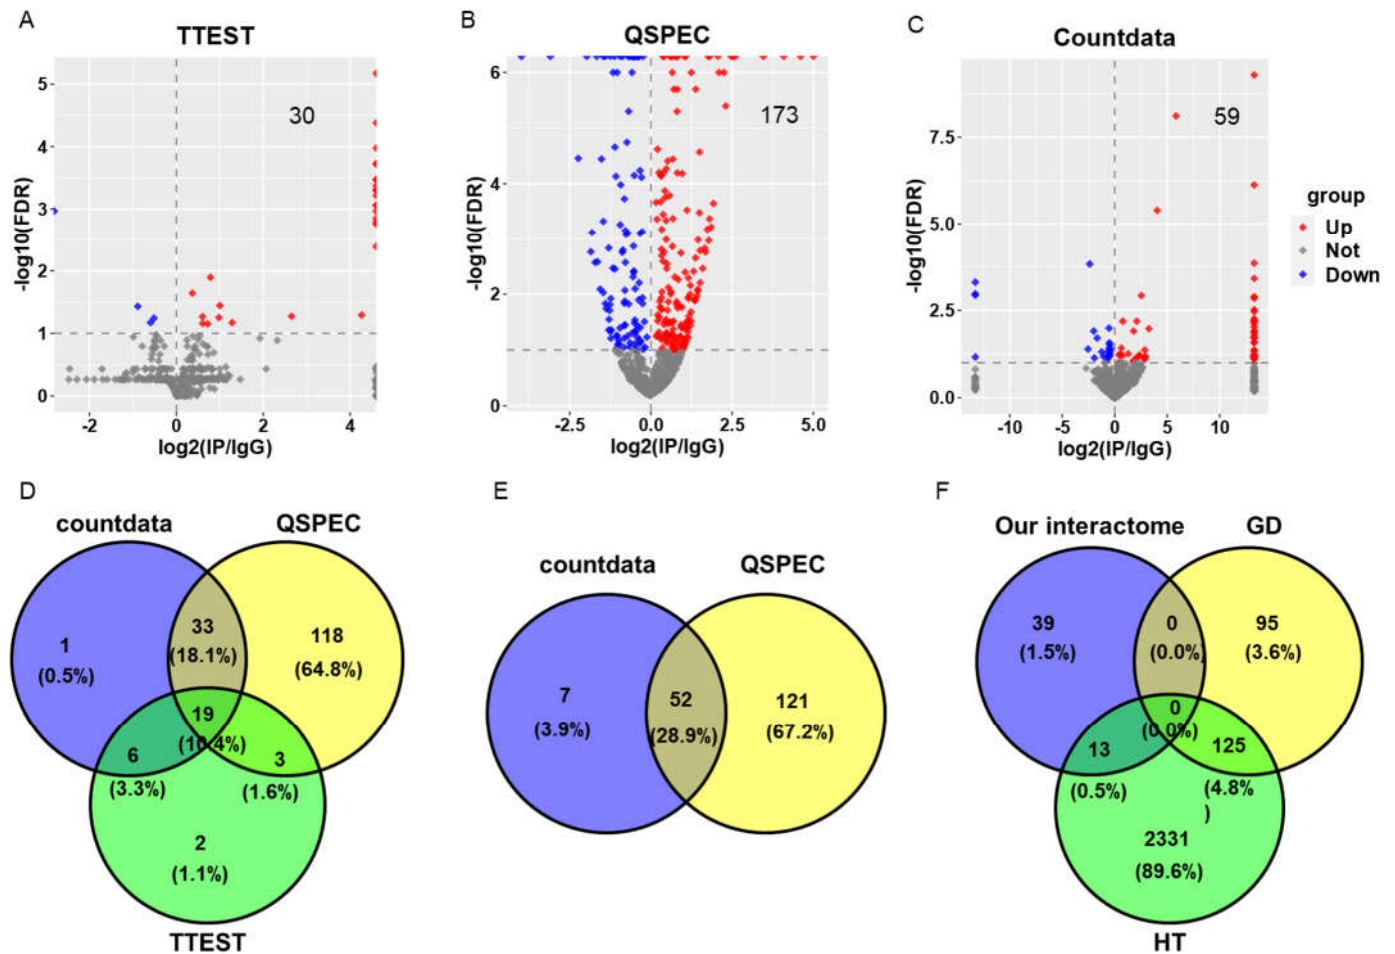 A
TTEST
30
5
4
3
2
1
0
-log10(FDR)
-2
0
2
4
log2(IP/IgG)
B
QSPEC
173
6
4
2
0
-log10(FDR)
-2.5
0.0
2.5
5.0
log2(IP/IgG)
C
Countdata
59
7.5
5.0
2.5
0.0
-log10(FDR)
-10
-5
0
5
10
log2(IP/IgG)
group
Up
Not
Down
D
countdata
QSPEC
1
(0.5%)
33
(18.1%)
118
(64.8%)
19
(10.4%)
6
(3.3%)
3
(1.6%)
2
(1.1%)
TTEST
E
countdata
QSPEC
7
(3.9%)
52
(28.9%)
121
(67.2%)
F
Our interactome
GD
39
(1.5%)
0
(0.0%)
95
(3.6%)
0
(0.0%)
13
(0.5%)
125
(4.8%
)
2331
(89.6%)
HT